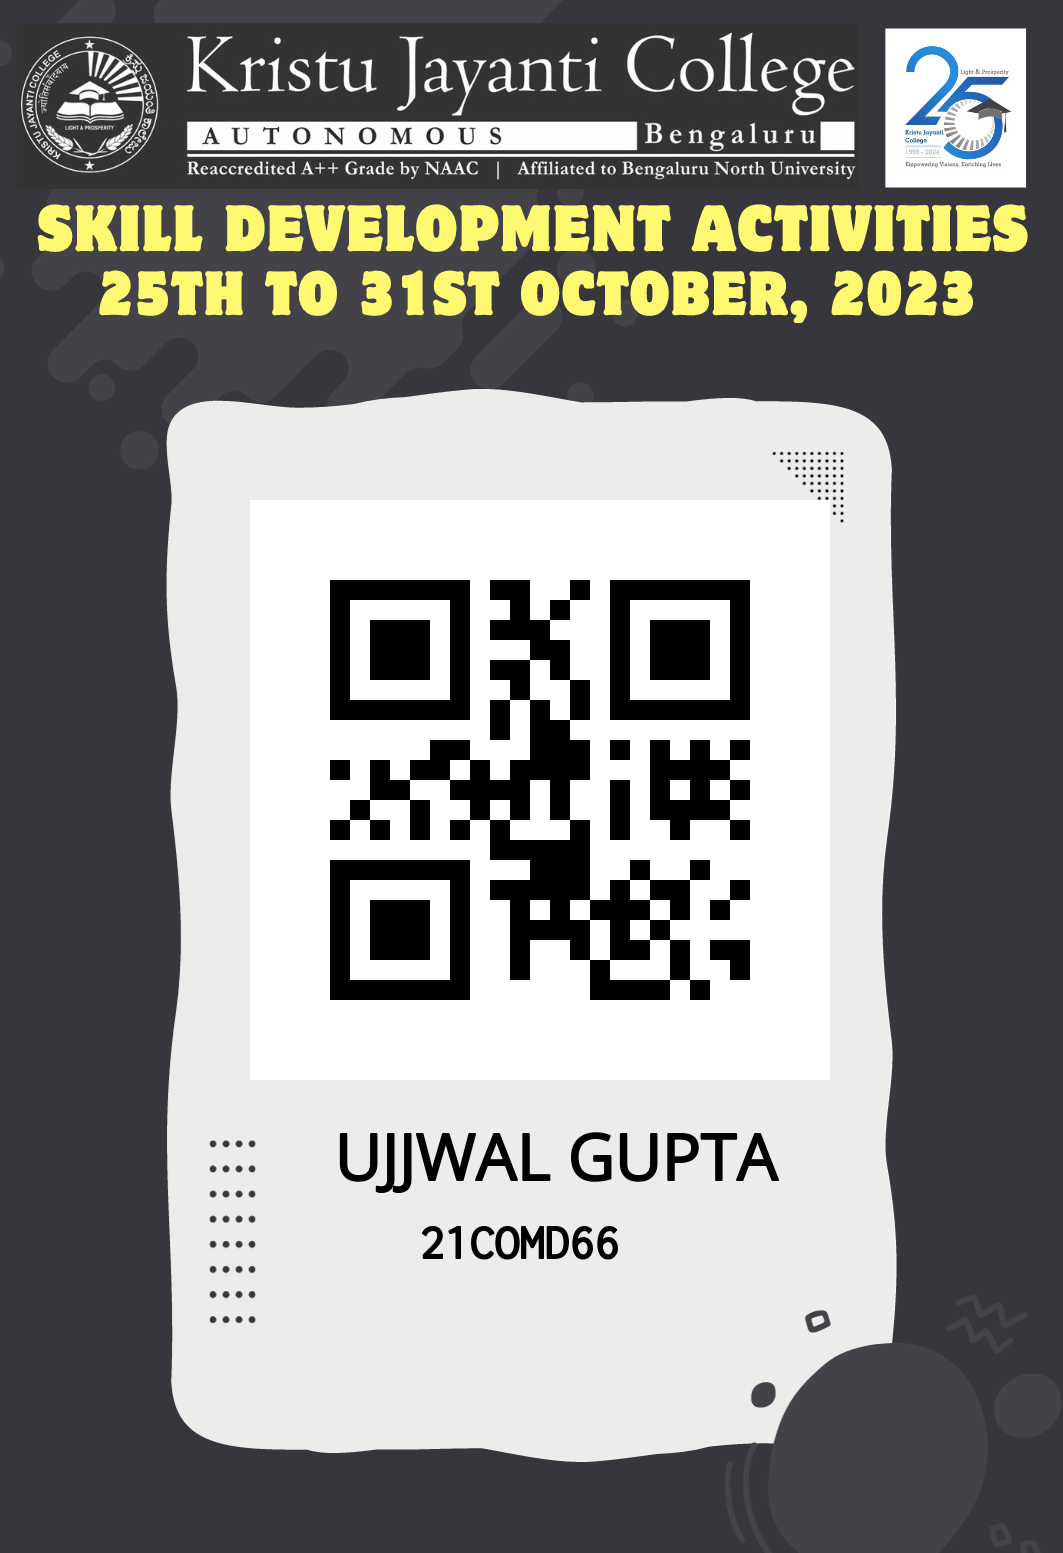 Kristu Jayanti College
AUTONOMOUS Bengaluru
Reaccredited A++ Grade by NAAC | Affiliated to Bengaluru North University
KRISTU JAYANTI COLLEGE
LIGHT & PROSPERITY
25
Light & Prosperity
Kristu Jayanti
College
1999 - 2024
Empowering Visions, Enriching Lives
SKILL DEVELOPMENT ACTIVITIES
25TH TO 31ST OCTOBER, 2023
UJJWAL GUPTA
21COMD66